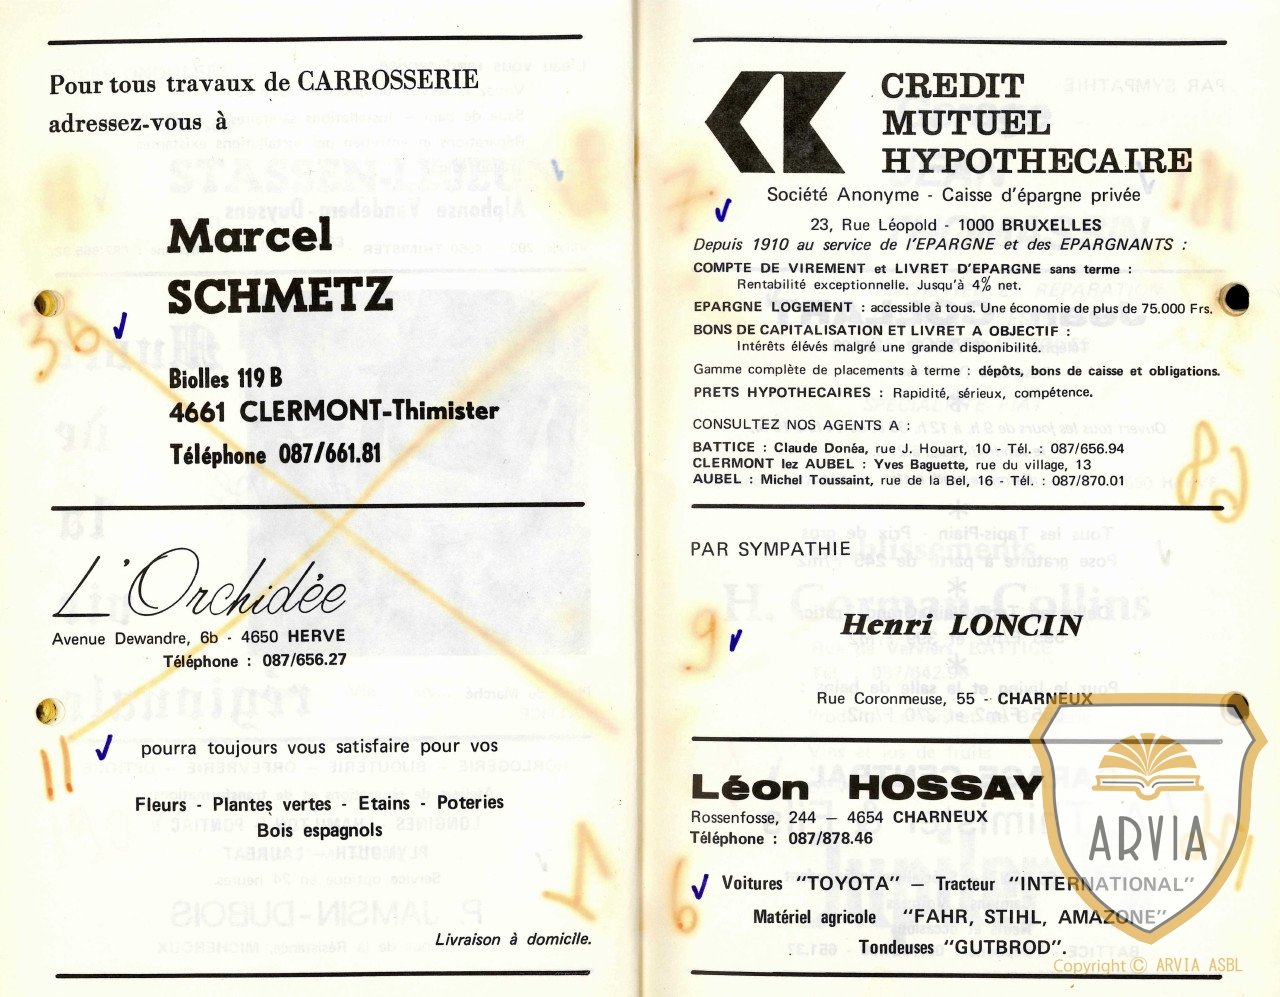 Pour tous travaux de CARROSSERIE
adressez-vous à
Marcel
SCHMETZ
Biolles 119 B
4661 CLERMONT-Thimister
Téléphone 087/661.81
36
L'Orchidée
Avenue Dewandre, 6b - 4650 HERVE
Téléphone : 087/656.27
11
pourra toujours vous satisfaire pour vos
Fleurs - Plantes vertes - Etains - Poteries
Bois espagnols
Livraison à domicile.
CREDIT
MUTUEL
HYPOTHECAIRE
Société Anonyme - Caisse d'épargne privée
23, Rue Léopold - 1000 BRUXELLES
Depuis 1910 au service de l'EPARGNE et des EPARGNANTS :
COMPTE DE VIREMENT et LIVRET D'EPARGNE sans terme :
Rentabilité exceptionnelle. Jusqu'à 4% net.
EPARGNE LOGEMENT : accessible à tous. Une économie de plus de 75.000 Frs.
BONS DE CAPITALISATION ET LIVRET A OBJECTIF :
Intérêts élévés malgré une grande disponibilité.
Gamme complète de placements à terme : dépôts, bons de caisse et obligations.
PRETS HYPOTHECAIRES : Rapidité, sérieux, compétence.
CONSULTEZ NOS AGENTS A :
BATTICE : Claude Donéa, rue J. Houart, 10 - Tél. : 087/656.94
CLERMONT lez AUBEL : Yves Baguette, rue du village, 13
AUBEL : Michel Toussaint, rue de la Bel, 16 - Tél. : 087/870.01
PAR SYMPATHIE
9
Henri LONCIN
Rue Coronmeuse, 55 - CHARNEUX
Léon HOSSAY
Rossenfosse, 244 — 4654 CHARNEUX
Téléphone : 087/878.46
6
Voitures "TOYOTA" — Tracteur "INTERNATIONAL"
Matériel agricole "FAHR, STIHL, AMAZONE"
Tondeuses "GUTBROD".
ARVIA
Copyright © ARVIA ASBL